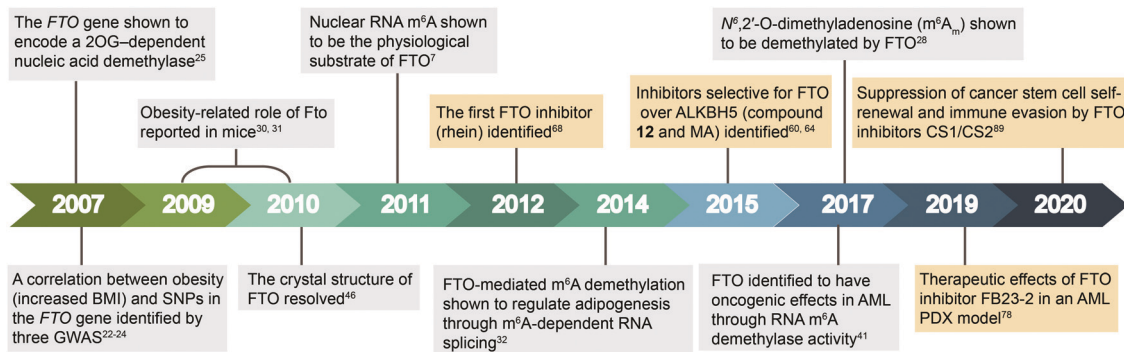 The FTO gene shown to
encode a 2OG–dependent
nucleic acid demethylase²⁵
Nuclear RNA m⁶A shown
to be the physiological
substrate of FTO⁷
N⁶,2′-O-dimethyladenosine (m⁶Aₘ) shown
to be demethylated by FTO²⁸
Obesity-related role of Fto
reported in mice³⁰, ³¹
The first FTO inhibitor
(rhein) identified⁶⁸
Inhibitors selective for FTO
over ALKBH5 (compound
12 and MA) identified⁶⁰, ⁶⁴
Suppression of cancer stem cell self-
renewal and immune evasion by FTO
inhibitors CS1/CS2⁸⁹
2007 2009 2010 2011 2012 2014 2015 2017 2019 2020
A correlation between obesity
(increased BMI) and SNPs in
the FTO gene identified by
three GWAS²²⁻²⁴
The crystal structure of
FTO resolved⁴⁶
FTO-mediated m⁶A demethylation
shown to regulate adipogenesis
through m⁶A-dependent RNA
splicing³²
FTO identified to have
oncogenic effects in AML
through RNA m⁶A
demethylase activity⁴¹
Therapeutic effects of FTO
inhibitor FB23-2 in an AML
PDX model⁷⁸